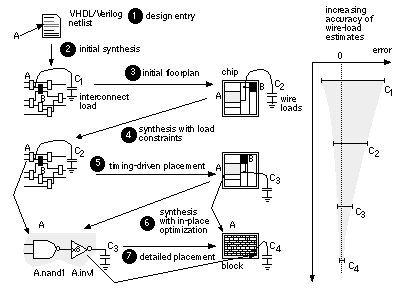 VHDL/Verilog
netlist
1 design entry
A
2 initial synthesis
increasing
accuracy of
wire-load
estimates
0
error
A
B
C1
3 initial floorplan
chip
A
B
C2
interconnect
load
wire
loads
C1
4 synthesis with load
constraints
A
B
C2
5 timing-driven placement
A
B
C3
C2
6 synthesis
with in-place
optimization
A
A
C3
7 detailed placement
C4
A.nand1
A.inv1
block
C3
C4